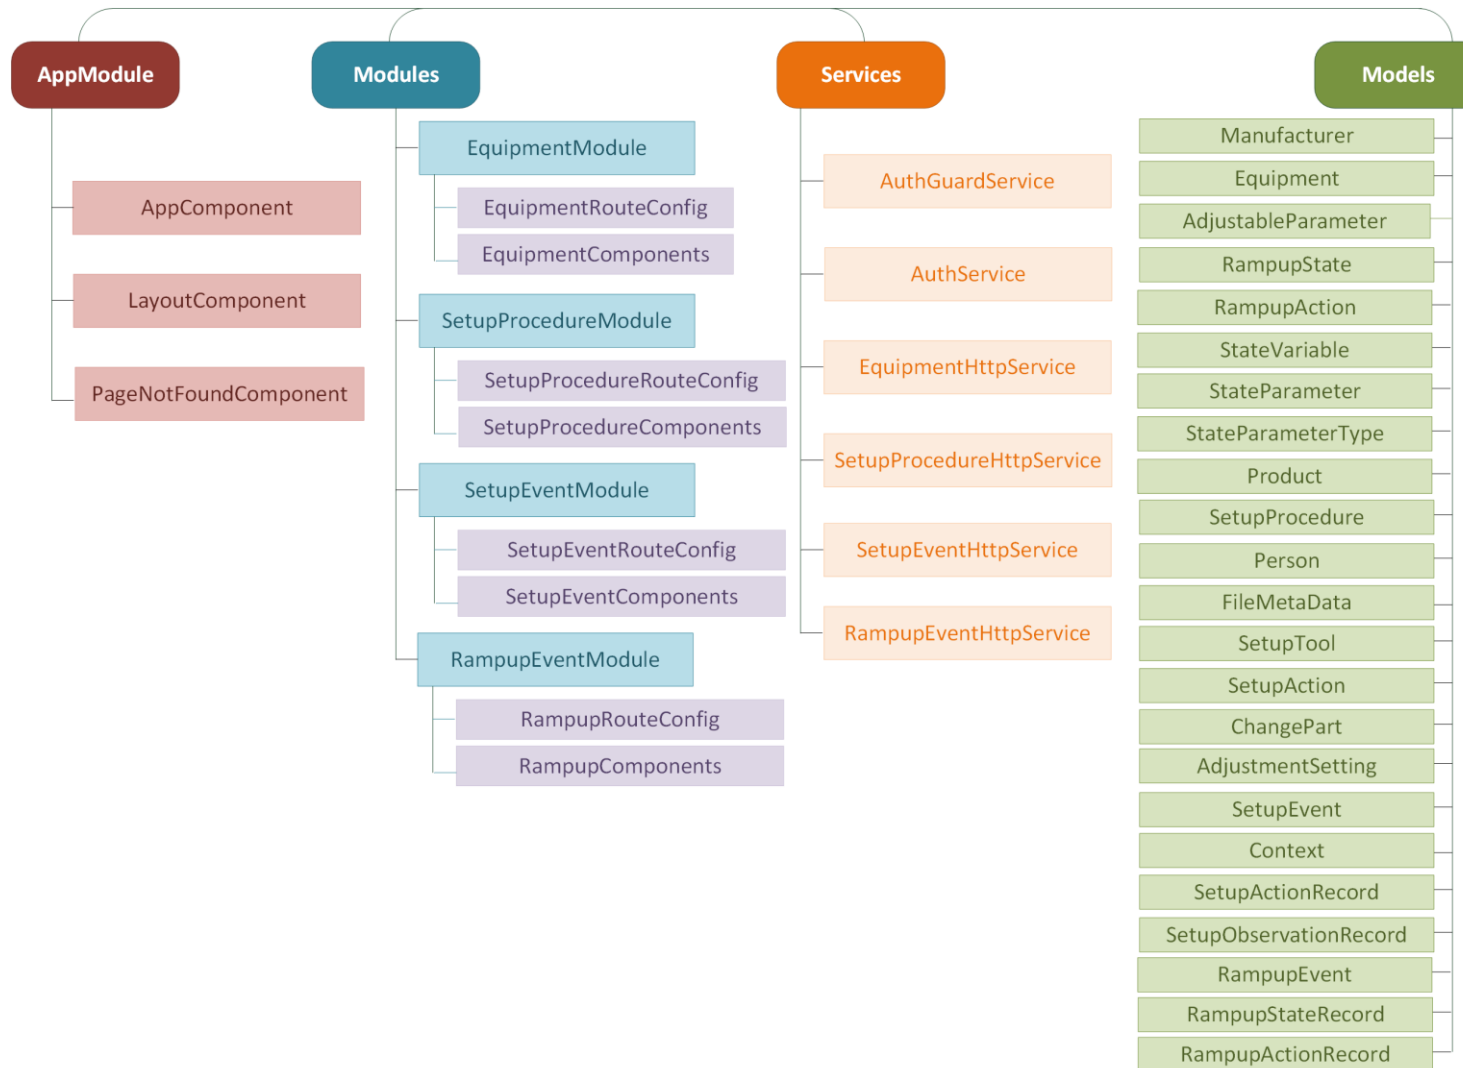 AppModule
Modules
Services
Models
AppComponent
LayoutComponent
PageNotFoundComponent
EquipmentModule
EquipmentRouteConfig
EquipmentComponents
SetupProcedureModule
SetupProcedureRouteConfig
SetupProcedureComponents
SetupEventModule
SetupEventRouteConfig
SetupEventComponents
RampupEventModule
RampupRouteConfig
RampupComponents
AuthGuardService
AuthService
EquipmentHttpService
SetupProcedureHttpService
SetupEventHttpService
RampupEventHttpService
Manufacturer
Equipment
AdjustableParameter
RampupState
RampupAction
StateVariable
StateParameter
StateParameterType
Product
SetupProcedure
Person
FileMetaData
SetupTool
SetupAction
ChangePart
AdjustmentSetting
SetupEvent
Context
SetupActionRecord
SetupObservationRecord
RampupEvent
RampupStateRecord
RampupActionRecord